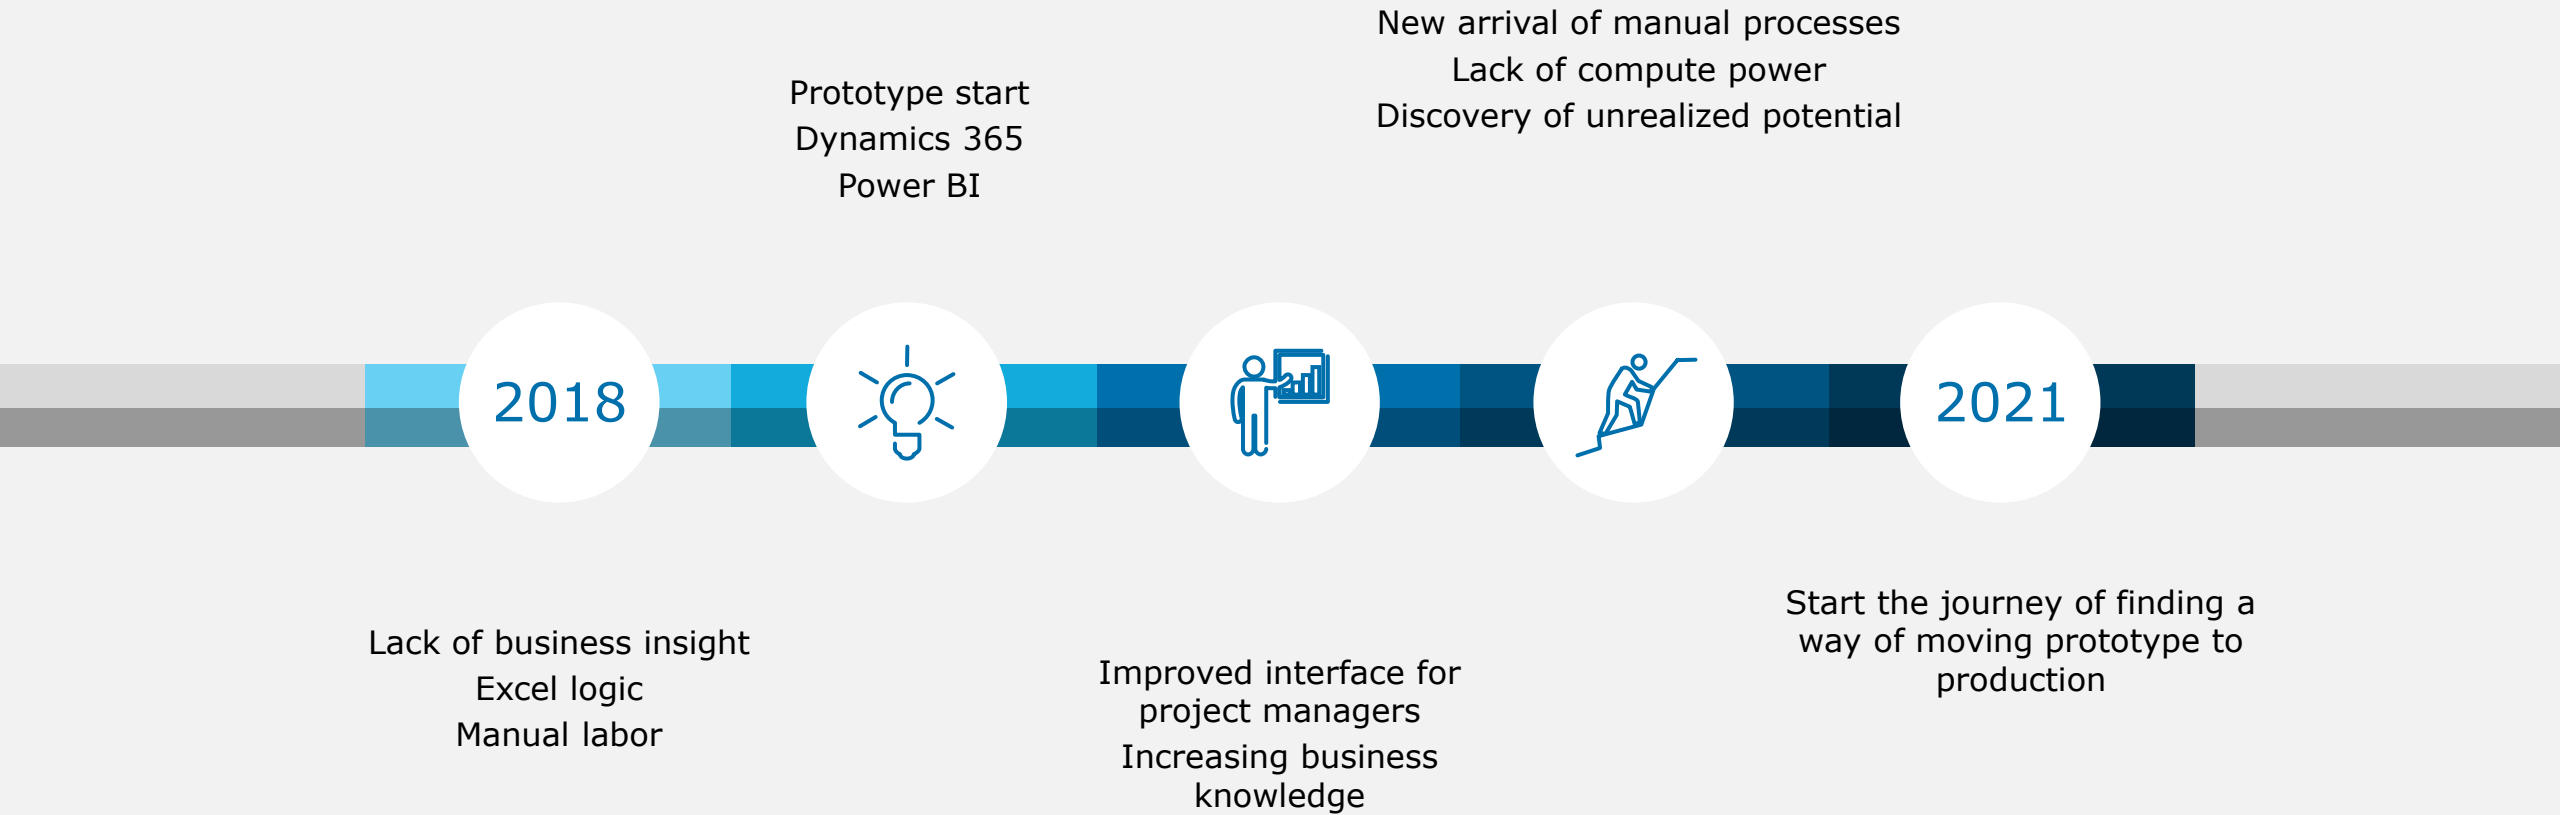 2018
Lack of business insight
Excel logic
Manual labor
Prototype start
Dynamics 365
Power BI
Improved interface for
project managers
Increasing business
knowledge
New arrival of manual processes
Lack of compute power
Discovery of unrealized potential
2021
Start the journey of finding a
way of moving prototype to
production